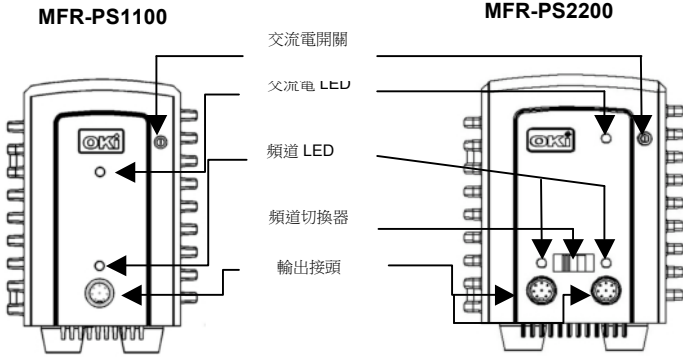 MFR-PS1100
MFR-PS2200
交流電開關
交流電 LED
頻道 LED
頻道切換器
輸出接頭
OKi
OKi